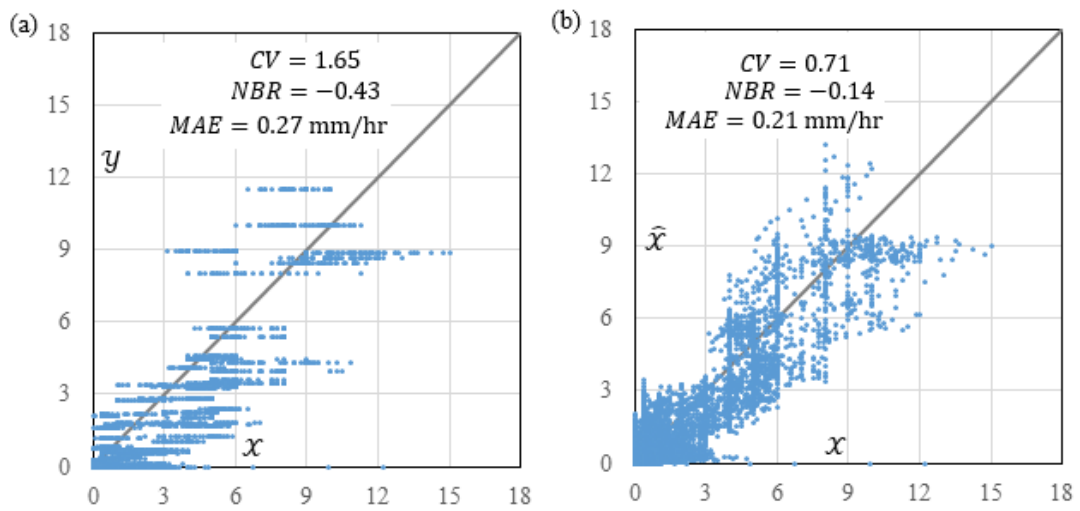 (a)
18
15
12
9
6
3
0
CV = 1.65
NBR = −0.43
MAE = 0.27 mm/hr
y
x
0 3 6 9 12 15 18
(b)
18
15
12
9
6
3
0
CV = 0.71
NBR = −0.14
MAE = 0.21 mm/hr
x̂
x
0 3 6 9 12 15 18